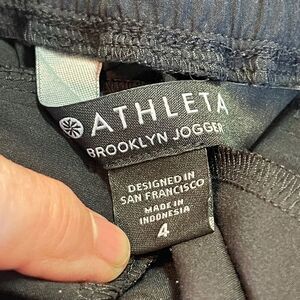 ATHLETA
BROOKLYN JOGGER
DESIGNED IN
SAN FRANCISCO
MADE IN
INDONESIA
4